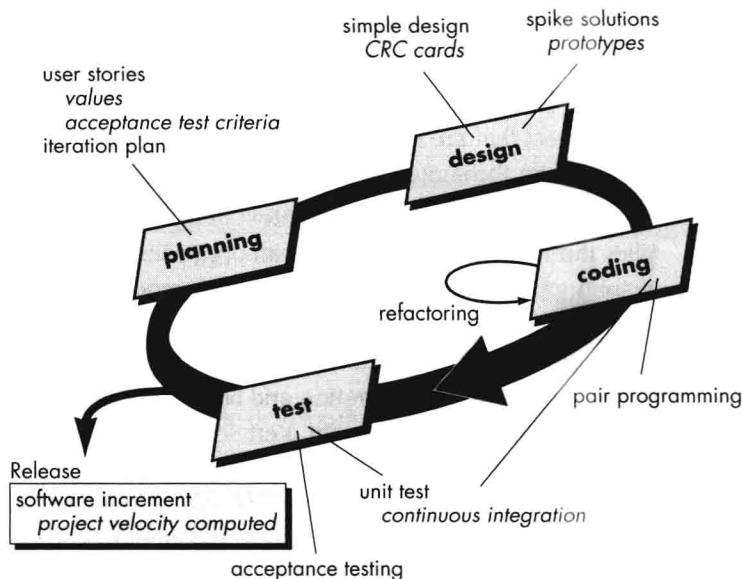 simple design
CRC cards
spike solutions
prototypes
user stories
values
acceptance test criteria
iteration plan
design
planning
coding
refactoring
pair programming
test
Release
software increment
project velocity computed
unit test
continuous integration
acceptance testing